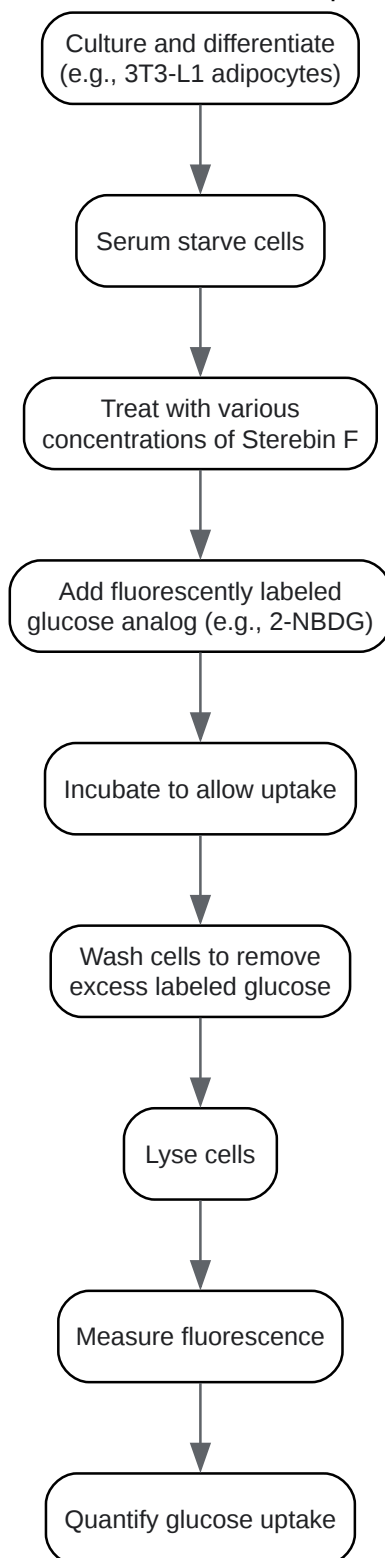 Culture and differentiate
(e.g., 3T3-L1 adipocytes)
Serum starve cells
Treat with various
concentrations of Sterebin F
Add fluorescently labeled
glucose analog (e.g., 2-NBDG)
Incubate to allow uptake
Wash cells to remove
excess labeled glucose
Lyse cells
Measure fluorescence
Quantify glucose uptake